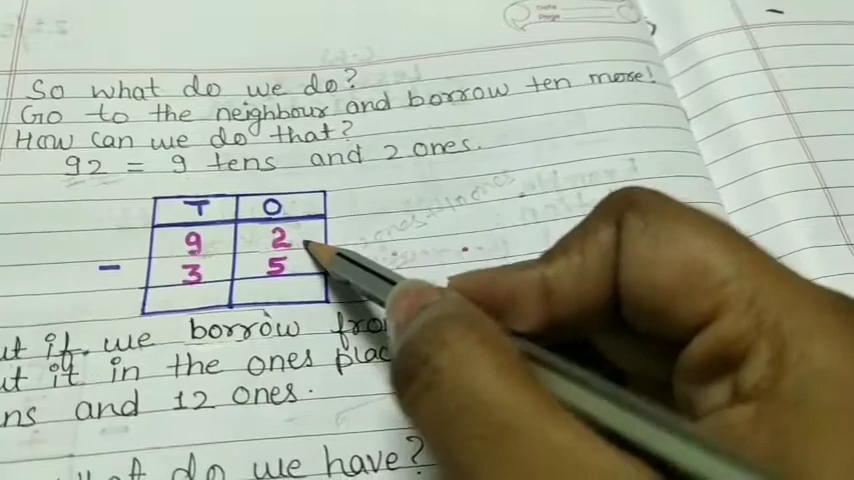 So what do we do?
Go to the neighbour and borrow ten more!
How can we do that?
92 = 9 tens and 2 ones.
T O
9 2
- 3 5
if we borrow
it in the ones
and 12 ones.
do we have?